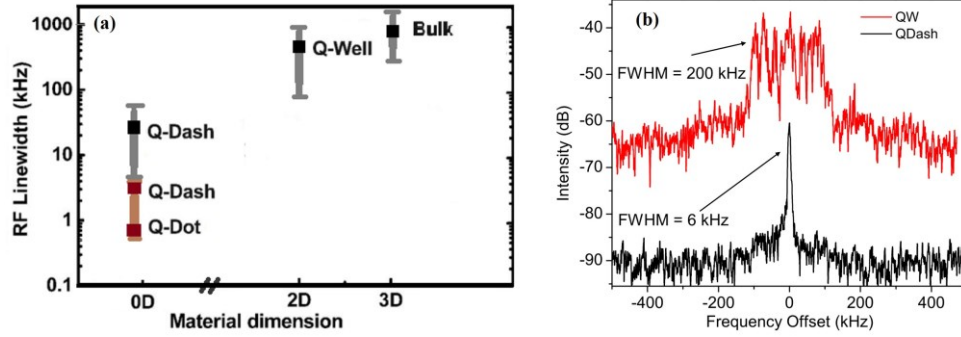 (a)
RF Linewidth (kHz)
1000
100
10
1
0.1
Bulk
Q-Well
Q-Dash
Q-Dash
Q-Dot
0D
2D
3D
Material dimension
(b)
QW
QDash
Intensity (dB)
-40
-50
-60
-70
-80
-90
FWHM = 200 kHz
FWHM = 6 kHz
-400
-200
0
200
400
Frequency Offset (kHz)